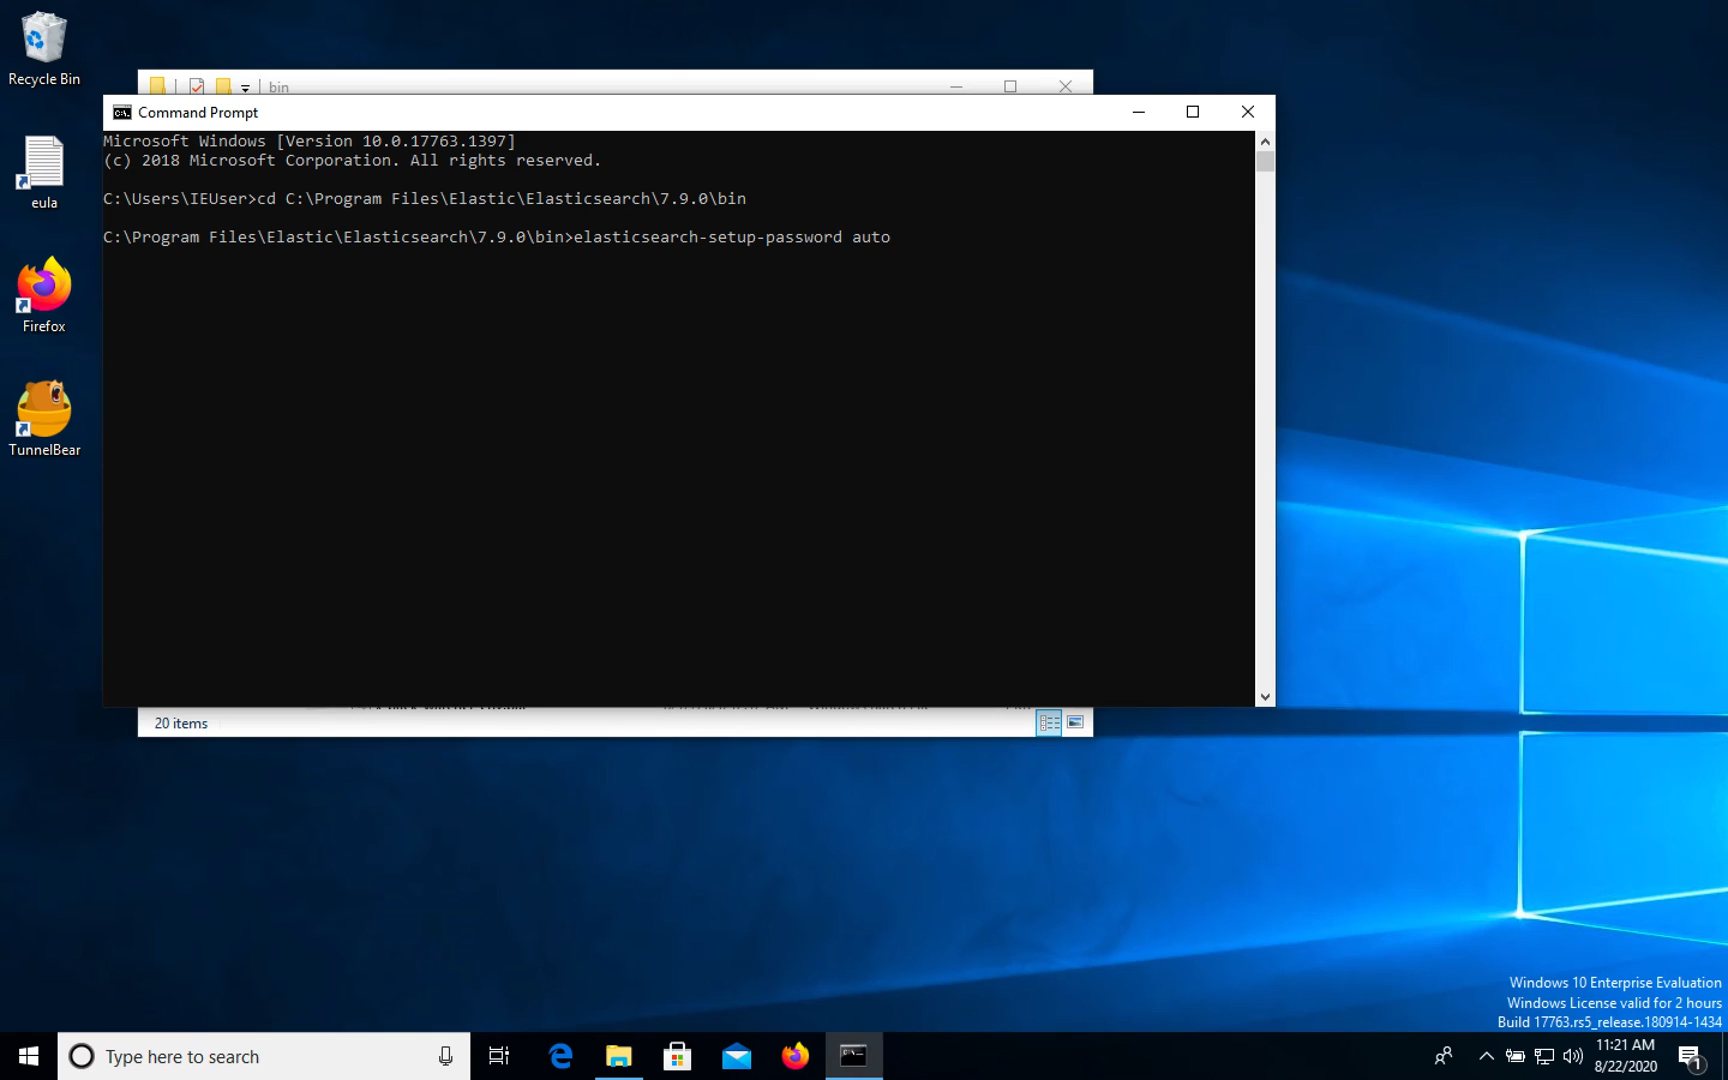 Recycle Bin
eula
Firefox
TunnelBear
bin
Command Prompt
Microsoft Windows [Version 10.0.17763.1397]
(c) 2018 Microsoft Corporation. All rights reserved.
C:\Users\IEUser>cd C:\Program Files\Elastic\Elasticsearch\7.9.0\bin
C:\Program Files\Elastic\Elasticsearch\7.9.0\bin>elasticsearch-setup-password auto
20 items
Windows 10 Enterprise Evaluation
Windows License valid for 2 hours
Build 17763.rs5_release.180914-1434
Type here to search
11:21 AM
8/22/2020
1